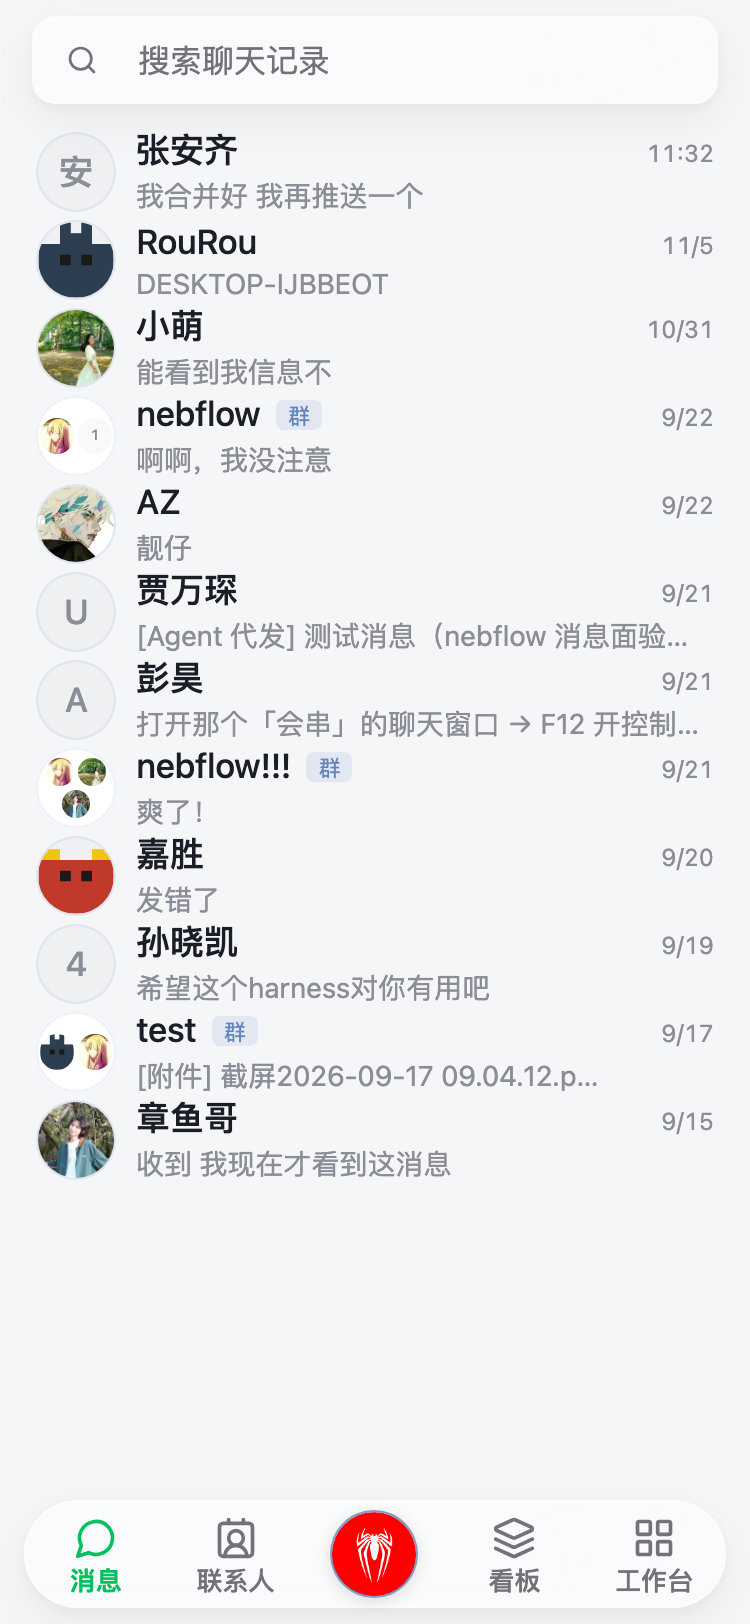 搜索聊天记录
安
张安齐
11:32
我合并好 我再推送一个
RouRou
11/5
DESKTOP-IJBBEOT
小萌
10/31
能看到我信息不
1
nebflow 群
9/22
啊啊，我没注意
AZ
9/22
靓仔
U
贾万琛
9/21
[Agent 代发] 测试消息（nebflow 消息面验...
A
彭昊
9/21
打开那个「会串」的聊天窗口 → F12 开控制...
nebflow!!! 群
9/21
爽了！
嘉胜
9/20
发错了
4
孙晓凯
9/19
希望这个harness对你有用吧
test 群
9/17
[附件] 截屏2026-09-17 09.04.12.p...
章鱼哥
9/15
收到 我现在才看到这消息
消息
联系人
看板
工作台